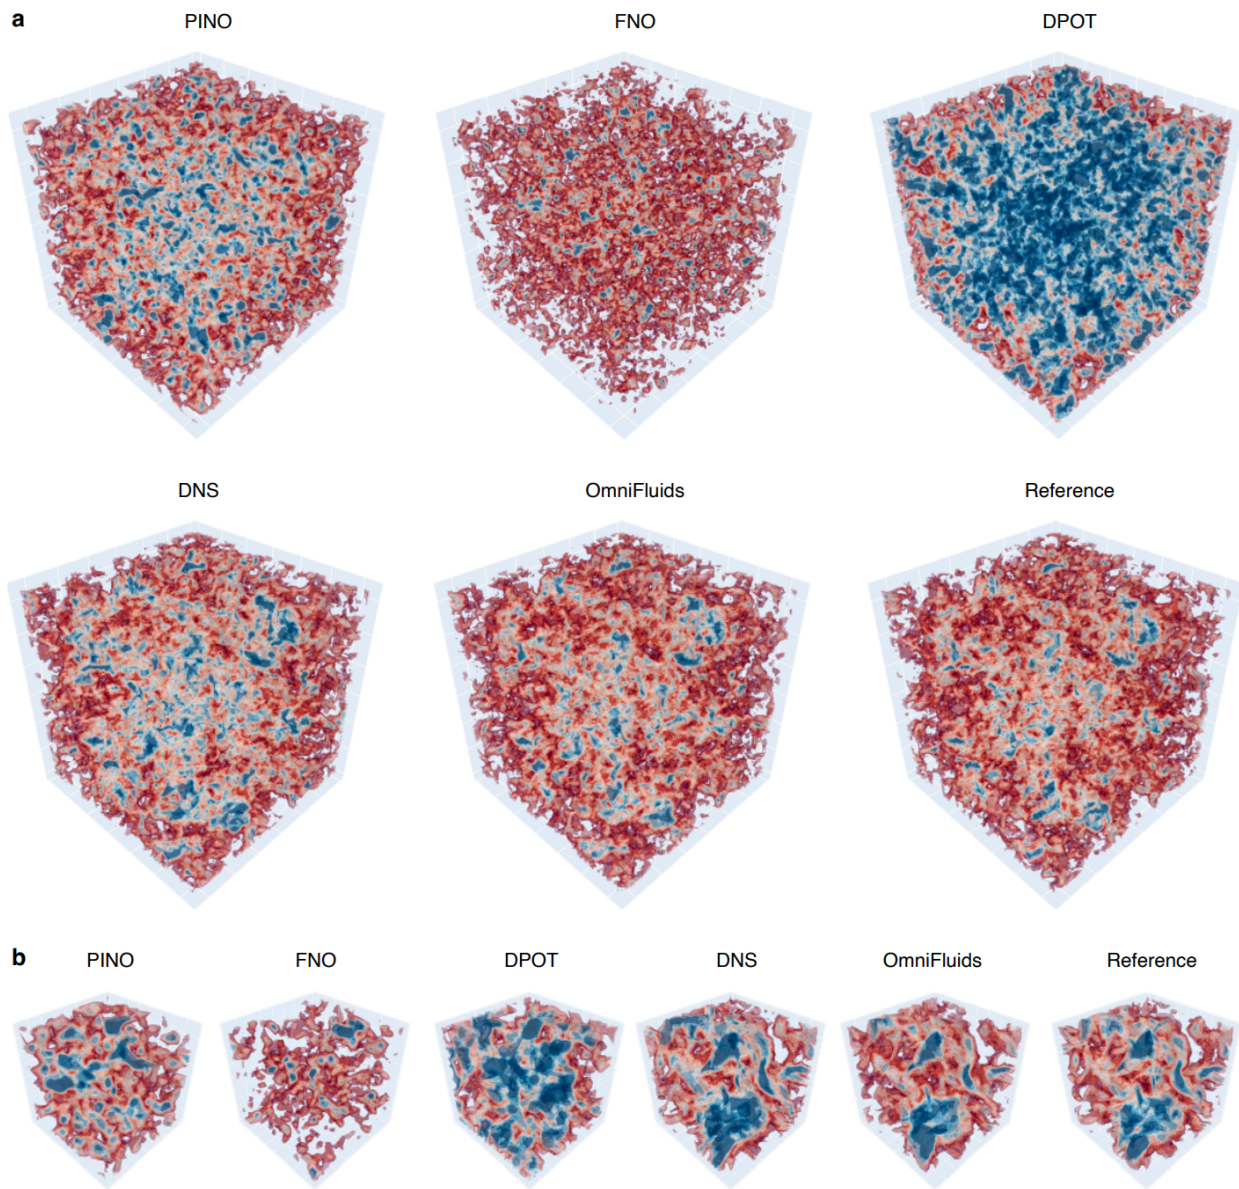 a
PINO FNO DPOT
DNS OmniFluids Reference
b
PINO FNO DPOT DNS OmniFluids Reference